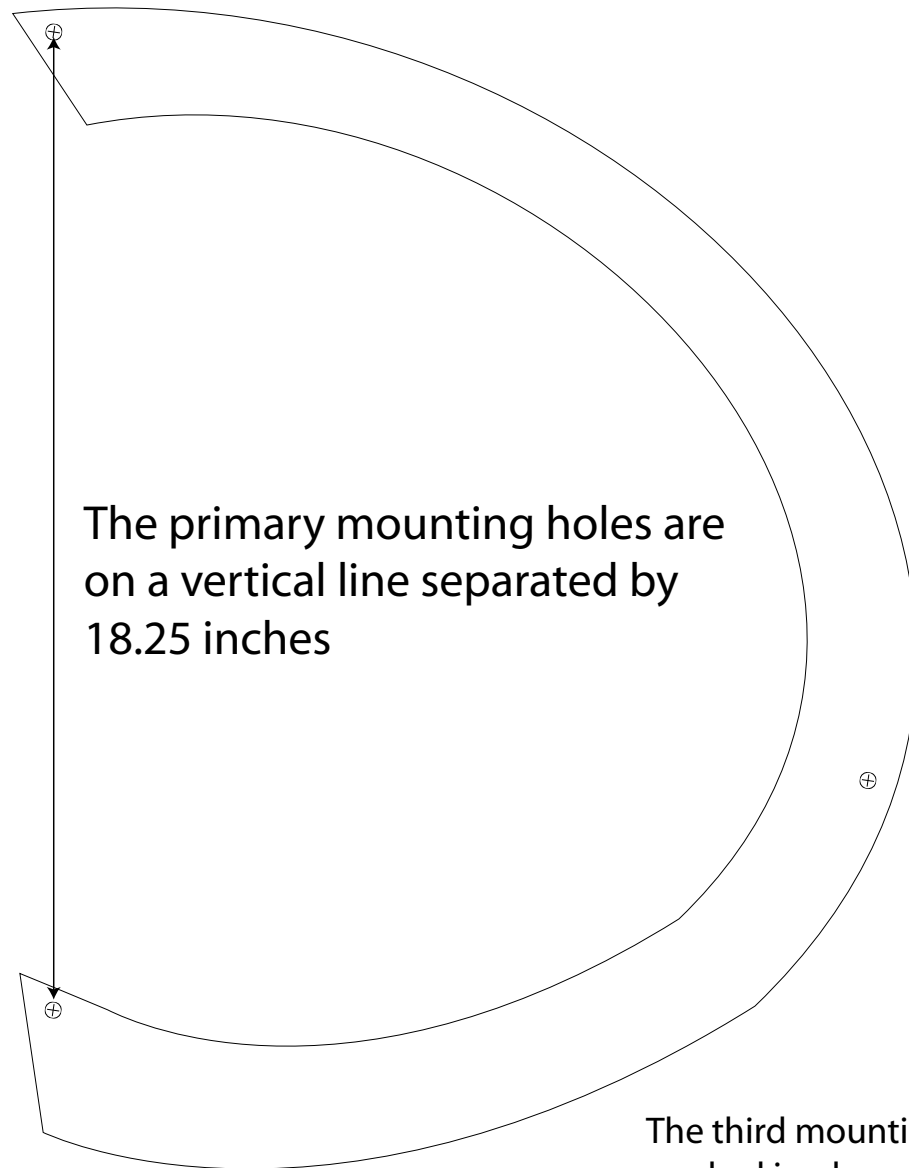 The primary mounting holes are
on a vertical line separated by
18.25 inches
The third mounti